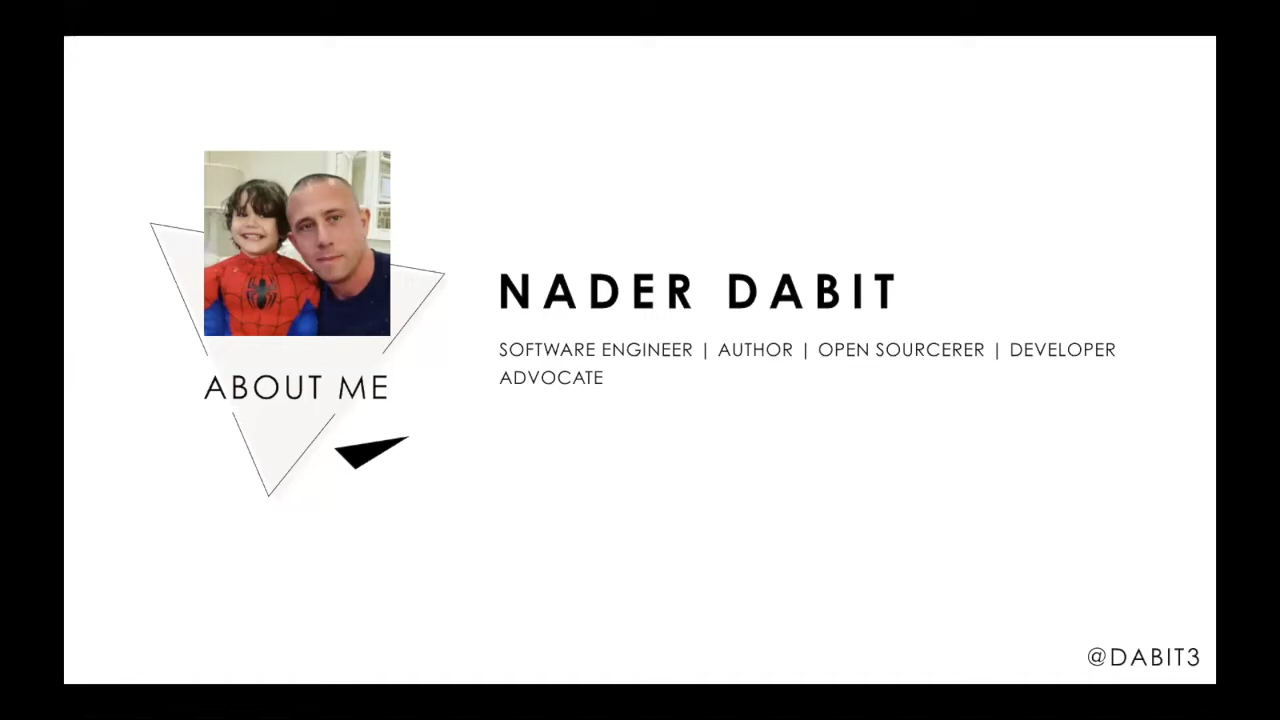 ABOUT ME
NADER DABIT
SOFTWARE ENGINEER | AUTHOR | OPEN SOURCERER | DEVELOPER
ADVOCATE
@DABIT3